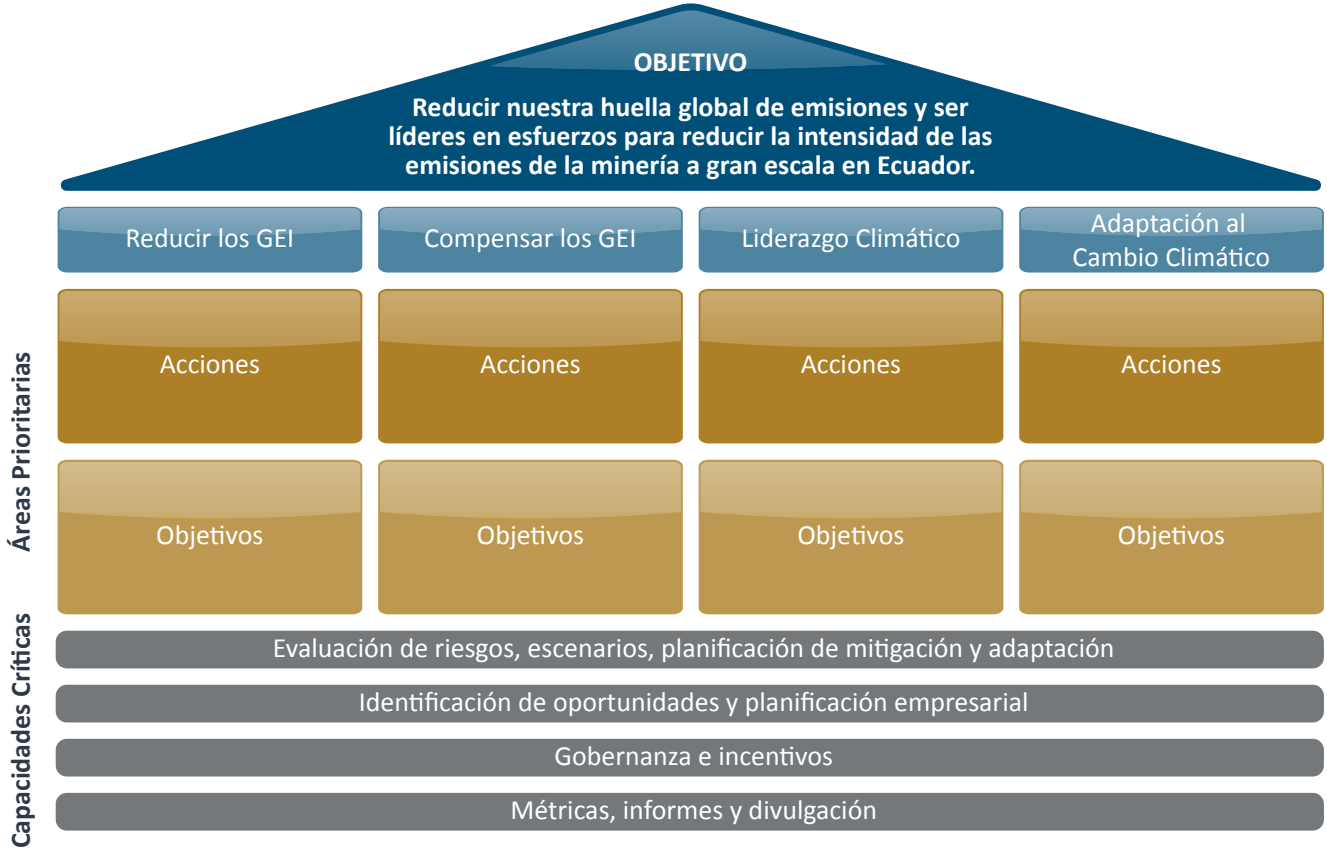 OBJETIVO
Reducir nuestra huella global de emisiones y ser
líderes en esfuerzos para reducir la intensidad de las
emisiones de la minería a gran escala en Ecuador.
Reducir los GEI
Compensar los GEI
Liderazgo Climático
Adaptación al
Cambio Climático
Áreas Prioritarias
Acciones
Acciones
Acciones
Acciones
Objetivos
Objetivos
Objetivos
Objetivos
Capacidades Críticas
Evaluación de riesgos, escenarios, planificación de mitigación y adaptación
Identificación de oportunidades y planificación empresarial
Gobernanza e incentivos
Métricas, informes y divulgación